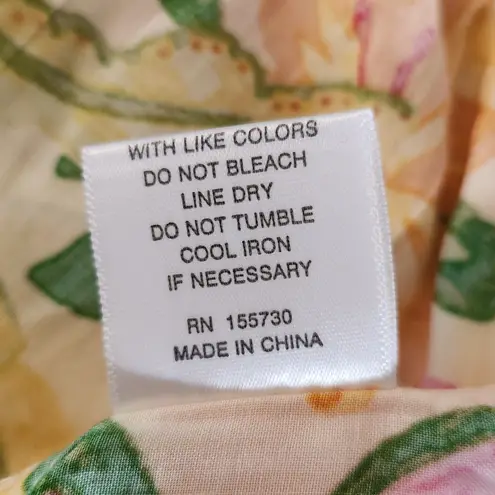 WITH LIKE COLORS
DO NOT BLEACH
LINE DRY
DO NOT TUMBLE
COOL IRON
IF NECESSARY
RN 155730
MADE IN CHINA